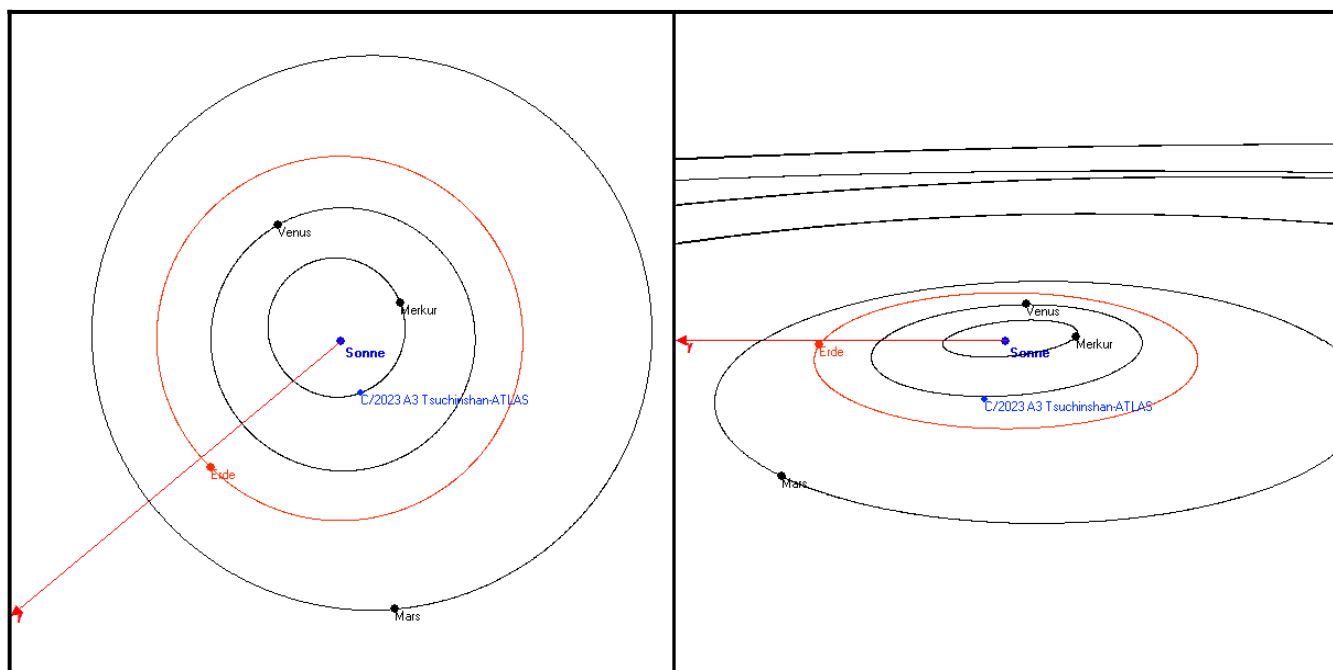 Venus
Merkur
Sonne
C/2023 A3 Tsuchinshan-ATLAS
Erde
Mars
Venus
Merkur
Sonne
Erde
C/2023 A3 Tsuchinshan-ATLAS
Mars